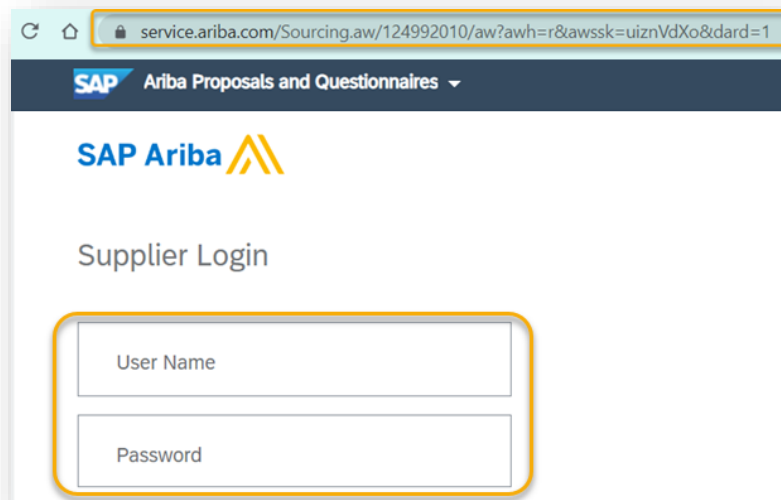 service.ariba.com/Sourcing.aw/124992010/aw?awh=r&awssk=uiznVdXo&dard=1
SAP Ariba Proposals and Questionnaires
SAP Ariba
Supplier Login
User Name
Password